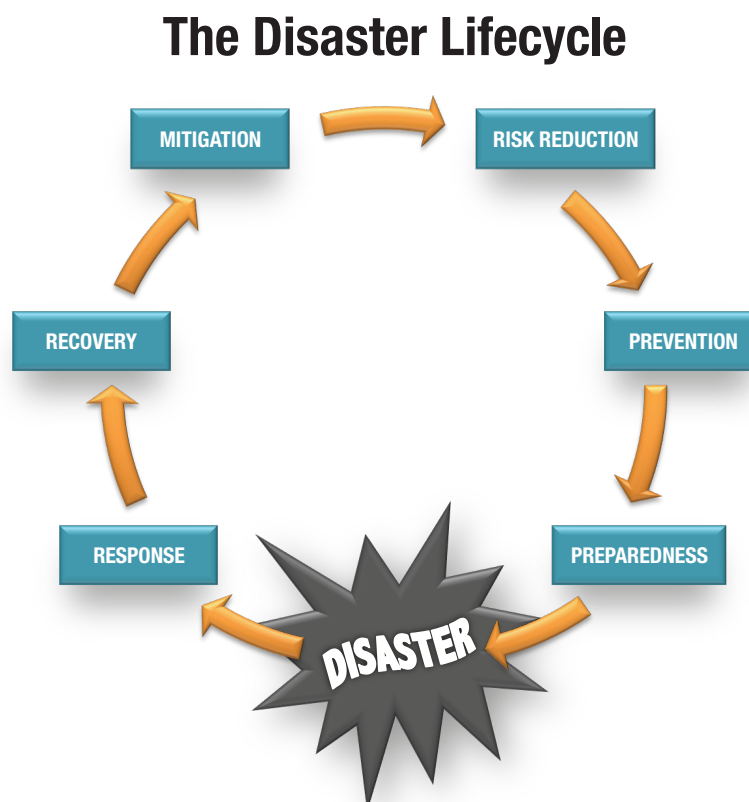 The Disaster Lifecycle
MITIGATION
RISK REDUCTION
RECOVERY
PREVENTION
RESPONSE
PREPAREDNESS
DISASTER